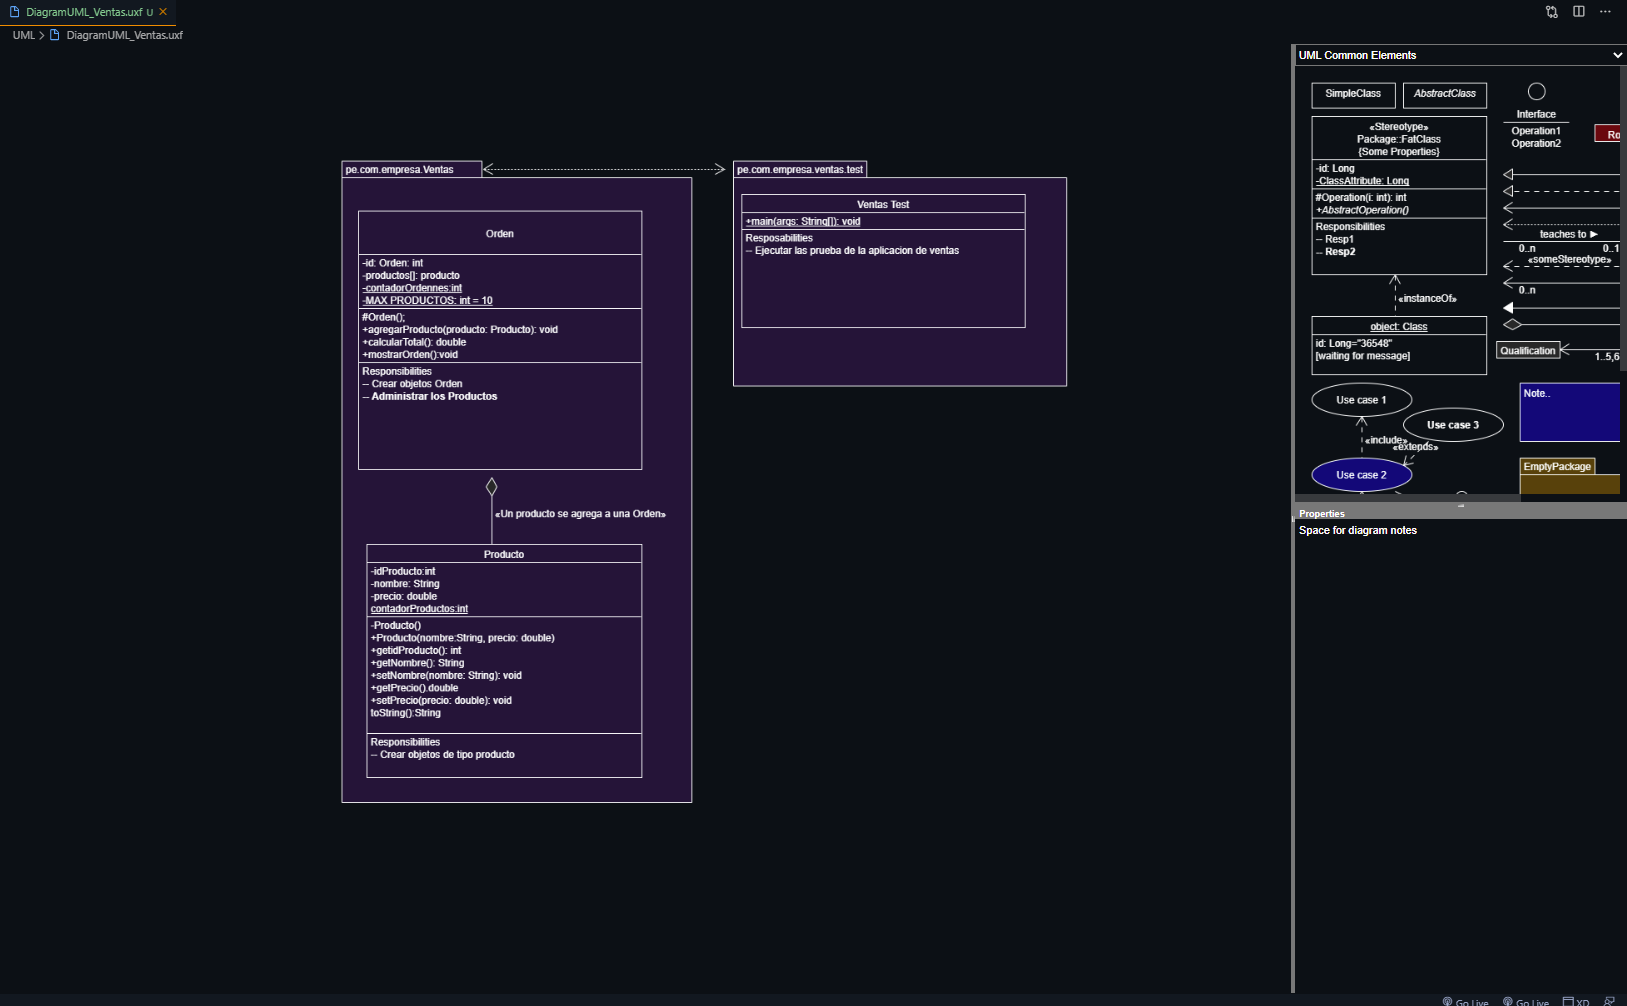 DiagramUML_Ventas.uxf U
UML > DiagramUML_Ventas.uxf
pe.com.empresa.Ventas
Orden
-id: Orden: int
-productos[]: producto
-contadorOrdennes:int
-MAX PRODUCTOS: int = 10
#Orden();
+agregarProducto(producto: Producto): void
+calcularTotal(): double
+mostrarOrden():void
Responsibilities
-- Crear objetos Orden
-- Administrar los Productos
«Un producto se agrega a una Orden»
Producto
-idProducto:int
-nombre: String
-precio: double
contadorProductos:int
-Producto()
+Producto(nombre:String, precio: double)
+getidProducto(): int
+getNombre(): String
+setNombre(nombre: String): void
+getPrecio().double
+setPrecio(precio: double): void
toString():String
Responsibilities
-- Crear objetos de tipo producto
pe.com.empresa.ventas.test
Ventas Test
+main(args: String[]): void
Resposabilities
-- Ejecutar las prueba de la aplicacion de ventas
UML Common Elements
SimpleClass
AbstractClass
«Stereotype»
Package::FatClass
{Some Properties}
-id: Long
-ClassAttribute: Long
#Operation(i: int): int
+AbstractOperation()
Responsibilities
-- Resp1
-- Resp2
«instanceOf»
object: Class
id: Long="36548"
[waiting for message]
Interface
Operation1
Operation2
Ro
teaches to ►
0..n 0..1
«someStereotype»
0..n
Qualification
1..5,6
Use case 1
Use case 3
«include»
«extends»
Use case 2
Note..
EmptyPackage
Properties
Space for diagram notes
Go Live
Go Live
XD